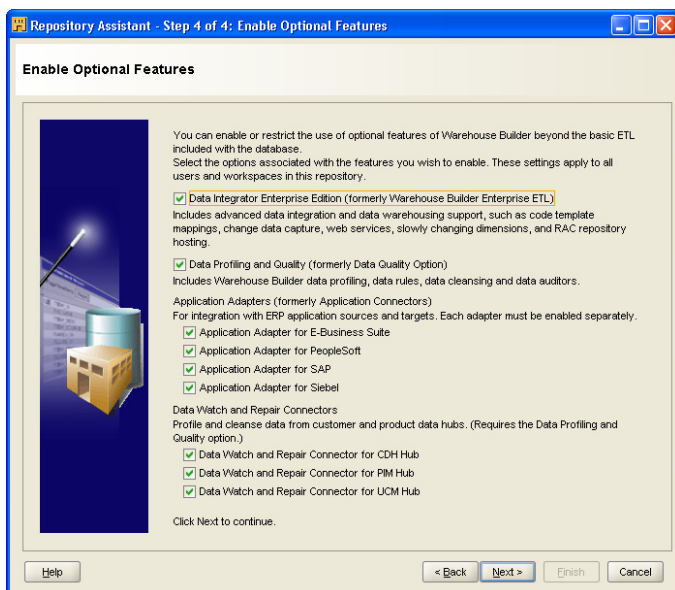 Repository Assistant - Step 4 of 4: Enable Optional Features
Enable Optional Features
You can enable or restrict the use of optional features of Warehouse Builder beyond the basic ETL
included with the database.
Select the options associated with the features you wish to enable. These settings apply to all
users and workspaces in this repository.
Data Integrator Enterprise Edition (formerly Warehouse Builder Enterprise ETL)
Includes advanced data integration and data warehousing support, such as code template
mappings, change data capture, web services, slowly changing dimensions, and RAC repository
hosting.
Data Profiling and Quality (formerly Data Quality Option)
Includes Warehouse Builder data profiling, data rules, data cleansing and data auditors.
Application Adapters (formerly Application Connectors)
For integration with ERP application sources and targets. Each adapter must be enabled separately.
Application Adapter for E-Business Suite
Application Adapter for PeopleSoft
Application Adapter for SAP
Application Adapter for Siebel
Data Watch and Repair Connectors
Profile and cleanse data from customer and product data hubs. (Requires the Data Profiling and
Quality option.)
Data Watch and Repair Connector for CDH Hub
Data Watch and Repair Connector for PIM Hub
Data Watch and Repair Connector for UCM Hub
Click Next to continue.
Help
< Back
Next >
Finish
Cancel